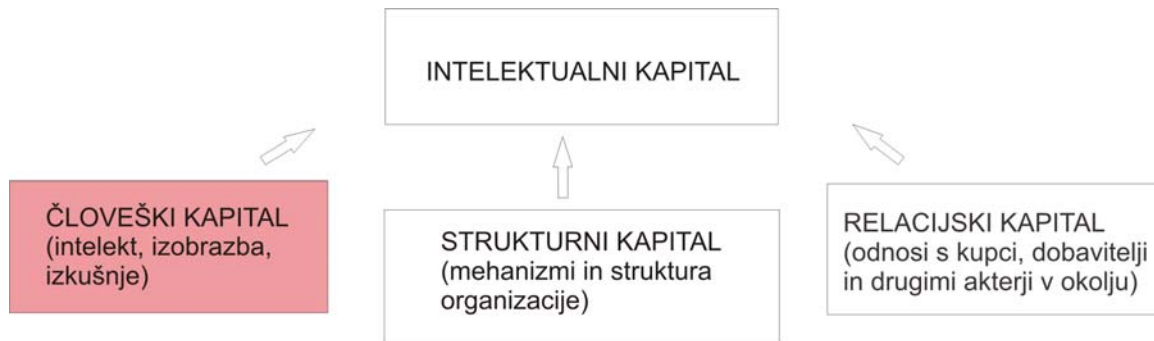 INTELEKTUALNI KAPITAL
ČLOVEŠKI KAPITAL
(intelekt, izobrazba,
izkušnje)
STRUKTURNI KAPITAL
(mehanizmi in struktura
organizacije)
RELACIJSKI KAPITAL
(odnosi s kupci, dobavitelji
in drugimi akterji v okolju)